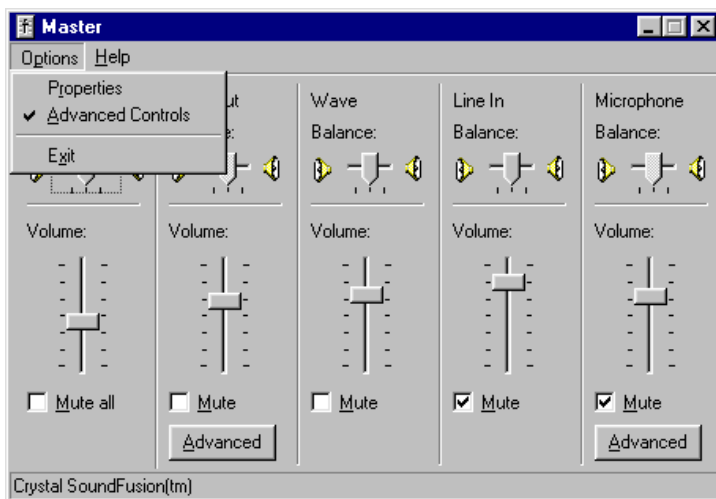 Master
Options Help
Properties
Advanced Controls
Exit
Wave
Line In
Microphone
Balance:
Balance:
Balance:
Volume:
Volume:
Volume:
Volume:
Volume:
Mute all
Mute
Mute
Mute
Mute
Advanced
Advanced
Crystal SoundFusion(tm)